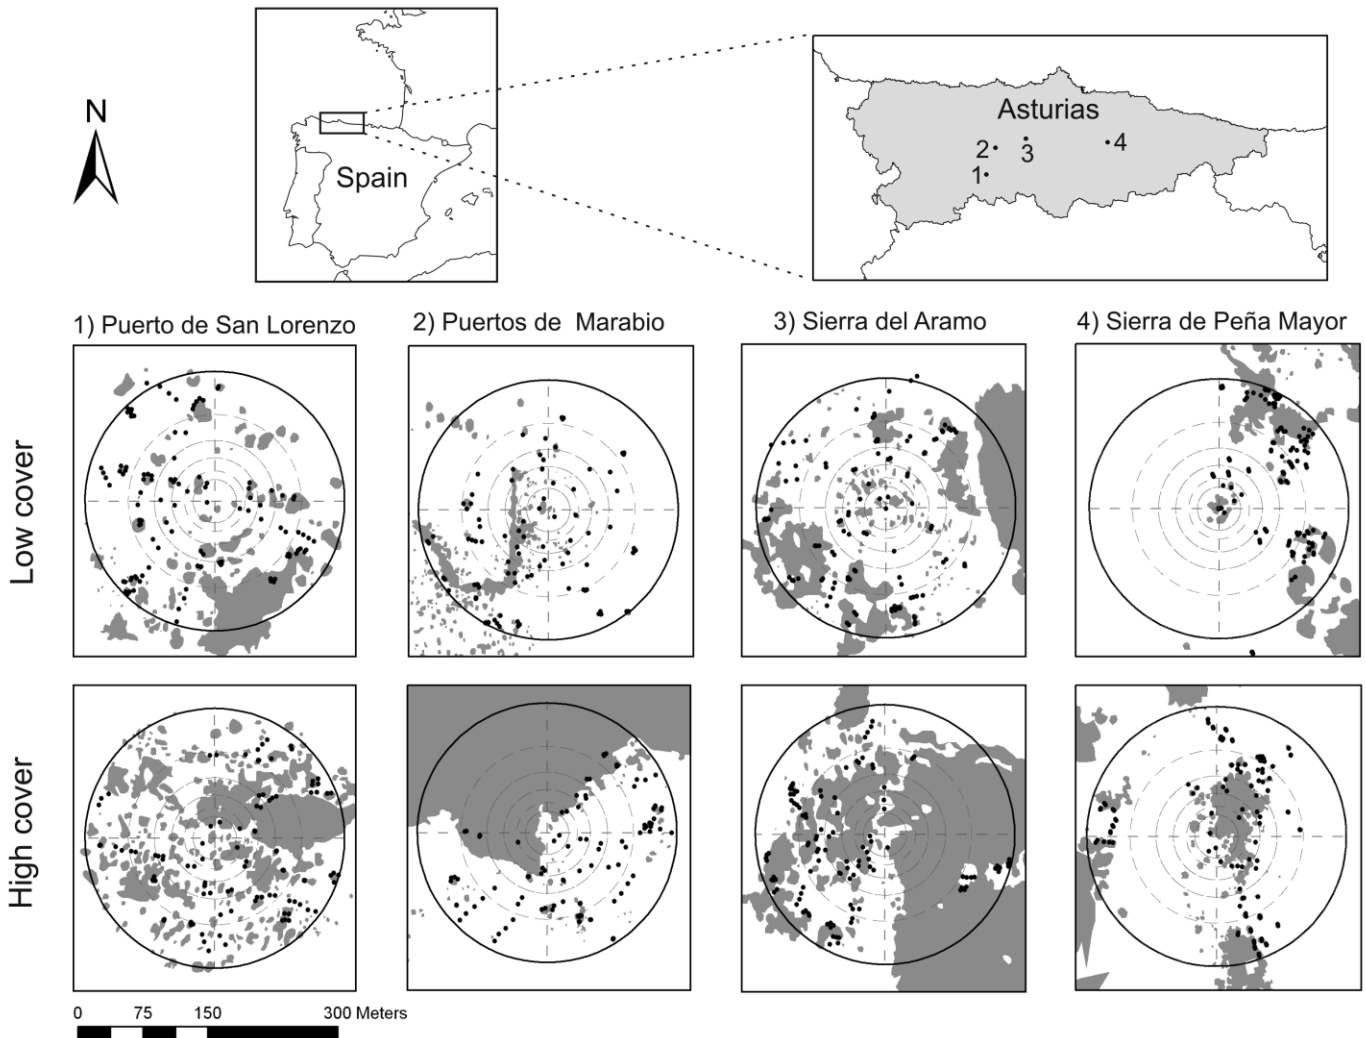 N
Spain
Asturias
2
3
4
1
1) Puerto de San Lorenzo
2) Puertos de Marabio
3) Sierra del Aramo
4) Sierra de Peña Mayor
Low cover
High cover
0 75 150 300 Meters